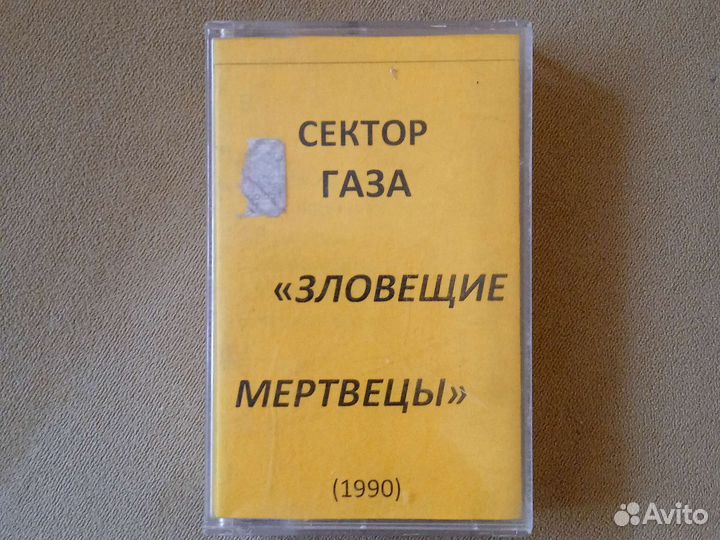 СЕКТОР
ГАЗА
«ЗЛОВЕЩИЕ
МЕРТВЕЦЫ»
(1990)
Avito